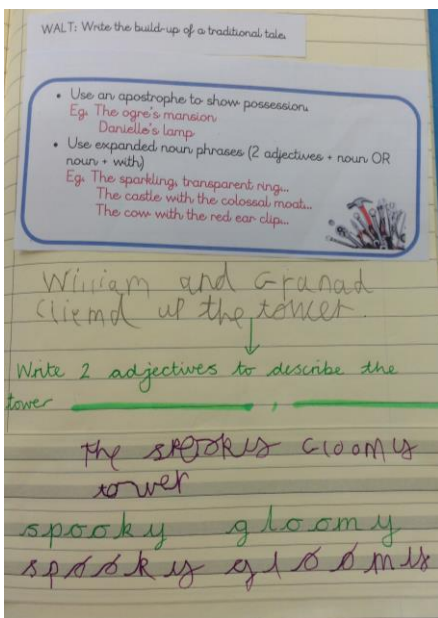 WALT: Write the build-up of a traditional tale.
• Use an apostrophe to show possession.
Eg. The ogre's mansion
Danielle's lamp
• Use expanded noun phrases (2 adjectives + noun OR
noun + with)
Eg. The sparkling, transparent ring...
The castle with the colossal moat...
The cow with the red ear clip...
William and Granad
Cliemd up the tower.
Write 2 adjectives to describe the
tower ,
The spooky Gloomy
tower
spooky gloomy
spooky gloomy